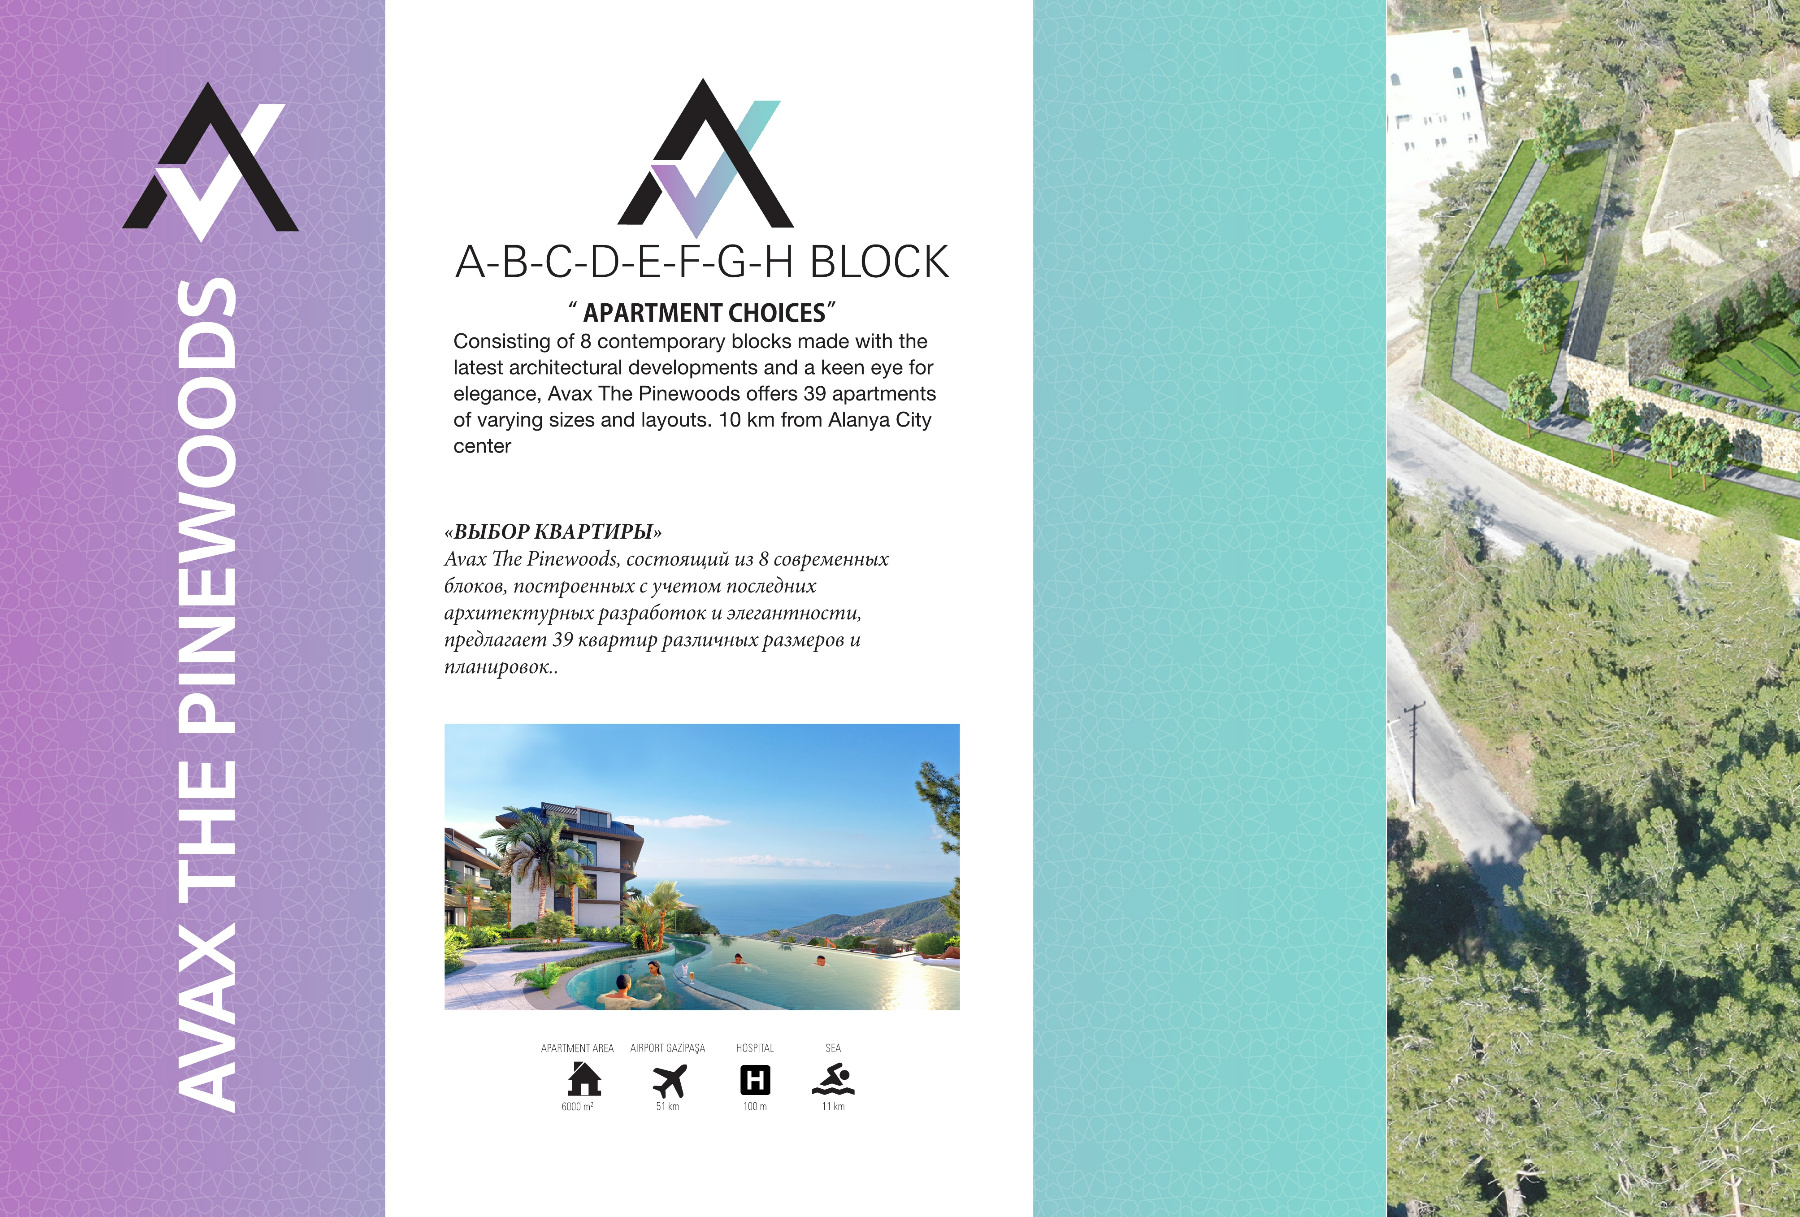 AVAX THE PINEWOODS
A-B-C-D-E-F-G-H BLOCK
“ APARTMENT CHOICES”
Consisting of 8 contemporary blocks made with the
latest architectural developments and a keen eye for
elegance, Avax The Pinewoods offers 39 apartments
of varying sizes and layouts. 10 km from Alanya City
center
«ВЫБОР КВАРТИРЫ»
Avax The Pinewoods, состоящий из 8 современных
блоков, построенных с учетом последних
архитектурных разработок и элегантности,
предлагает 39 квартир различных размеров и
планировок..
APARTMENT AREA AIRPORT GAZİPAŞA HOSPITAL SEA
H
6000 m² 51 km 100 m 11 km